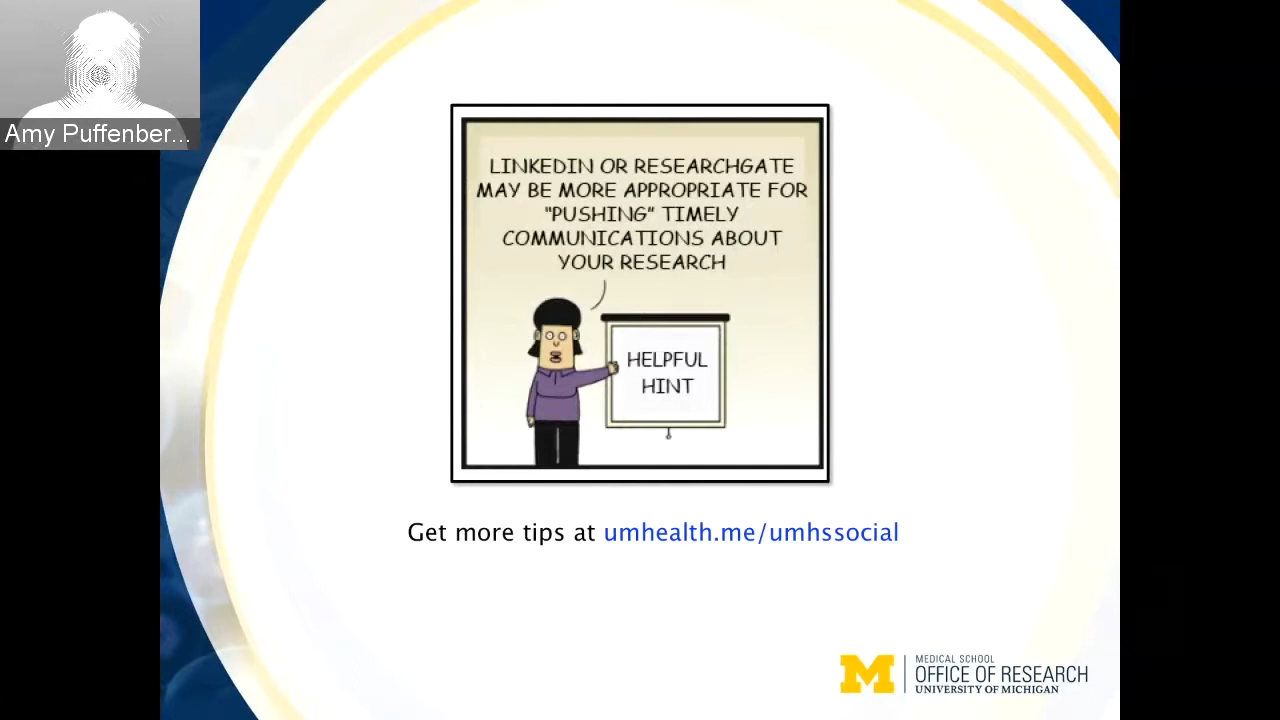 Amy Puffenber...
LINKEDIN OR RESEARCHGATE
MAY BE MORE APPROPRIATE FOR
"PUSHING" TIMELY
COMMUNICATIONS ABOUT
YOUR RESEARCH
HELPFUL
HINT
Get more tips at umhealth.me/umhssocial
M
MEDICAL SCHOOL
OFFICE OF RESEARCH
UNIVERSITY OF MICHIGAN